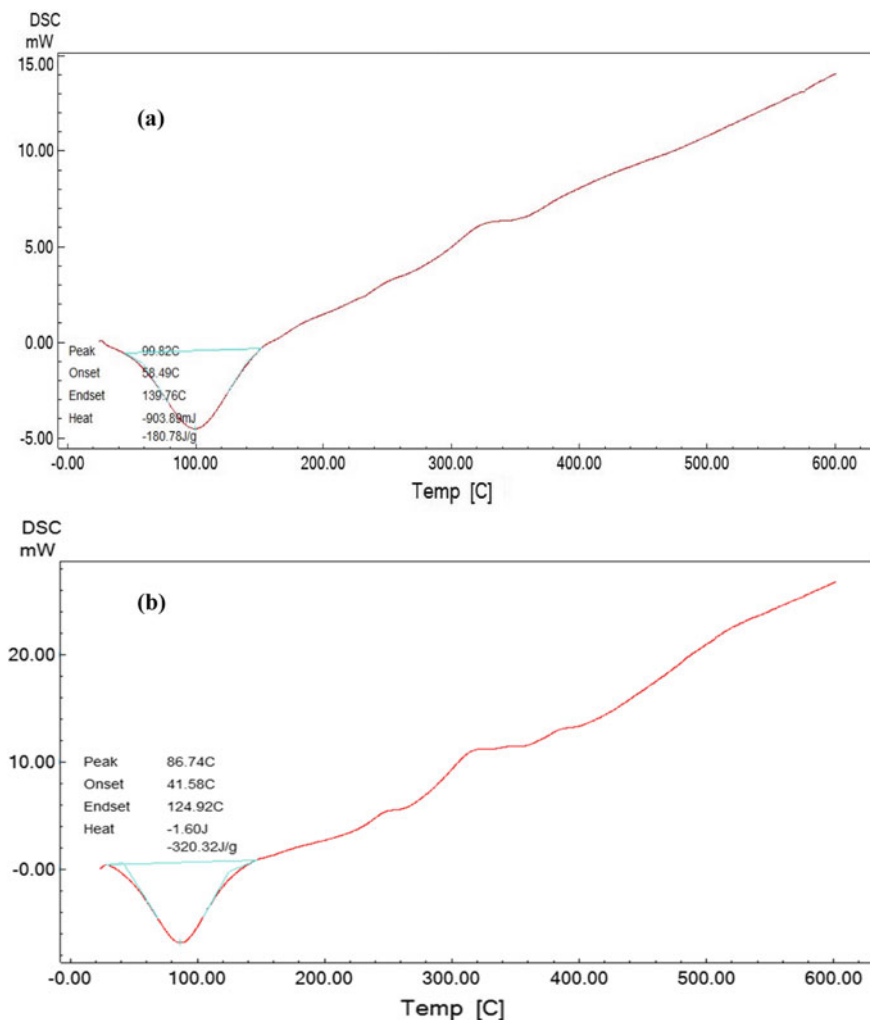 DSC
mW
15.00
(a)
10.00
5.00
0.00
Peak 99.82C
Onset 58.49C
Endset 139.76C
Heat -903.89mJ
-180.78J/g
-5.00
-0.00 100.00 200.00 300.00 400.00 500.00 600.00
Temp [C]
DSC
mW
(b)
20.00
10.00
Peak 86.74C
Onset 41.58C
Endset 124.92C
Heat -1.60J
-320.32J/g
-0.00
-0.00 100.00 200.00 300.00 400.00 500.00 600.00
Temp [C]